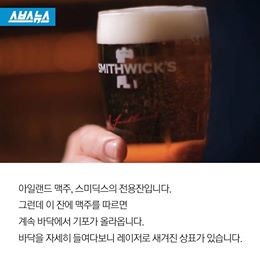 스브스뉴스
SMITHWICK'S
아일랜드 맥주, 스미딕스의 전용잔입니다.
그런데 이 잔에 맥주를 따르면
계속 바닥에서 기포가 올라옵니다.
바닥을 자세히 들여다보니 레이저로 새겨진 상표가 있습니다.